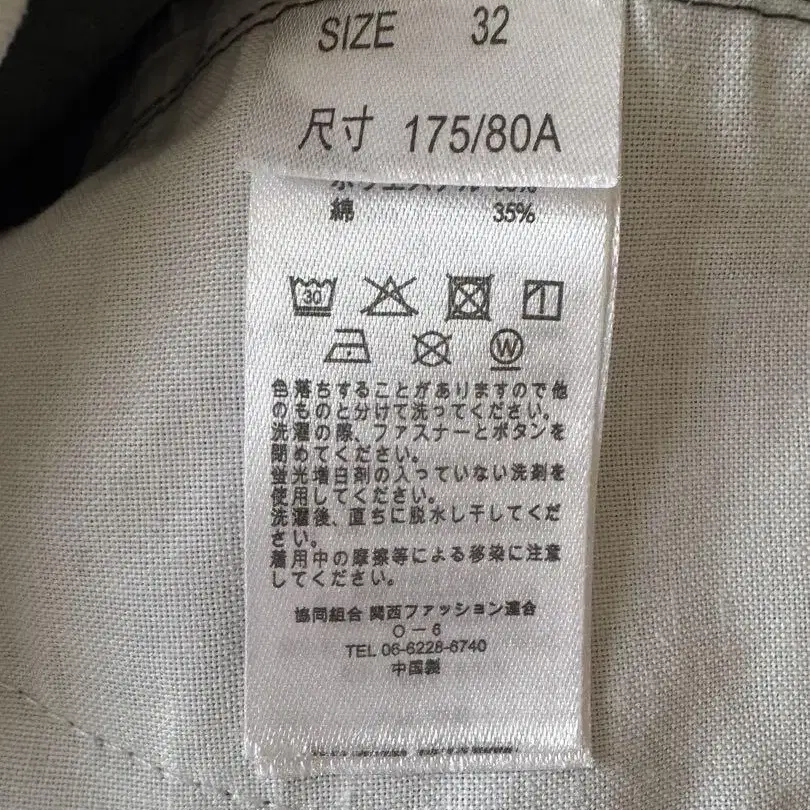 SIZE 32
尺寸 175/80A
綿 35%
30
W
色落ちすることがありますので他
のものと分けて洗ってください。
洗濯の際、ファスナーとボタンを
閉めてください。
蛍光増白剤の入っていない洗剤を
使用してください。
洗濯後、直ちに脱水し干してくだ
さい。
着用中の摩擦等による移染に注意
してください。
協同組合 関西ファッション連合
O－6
TEL 06-6228-6740
中国製